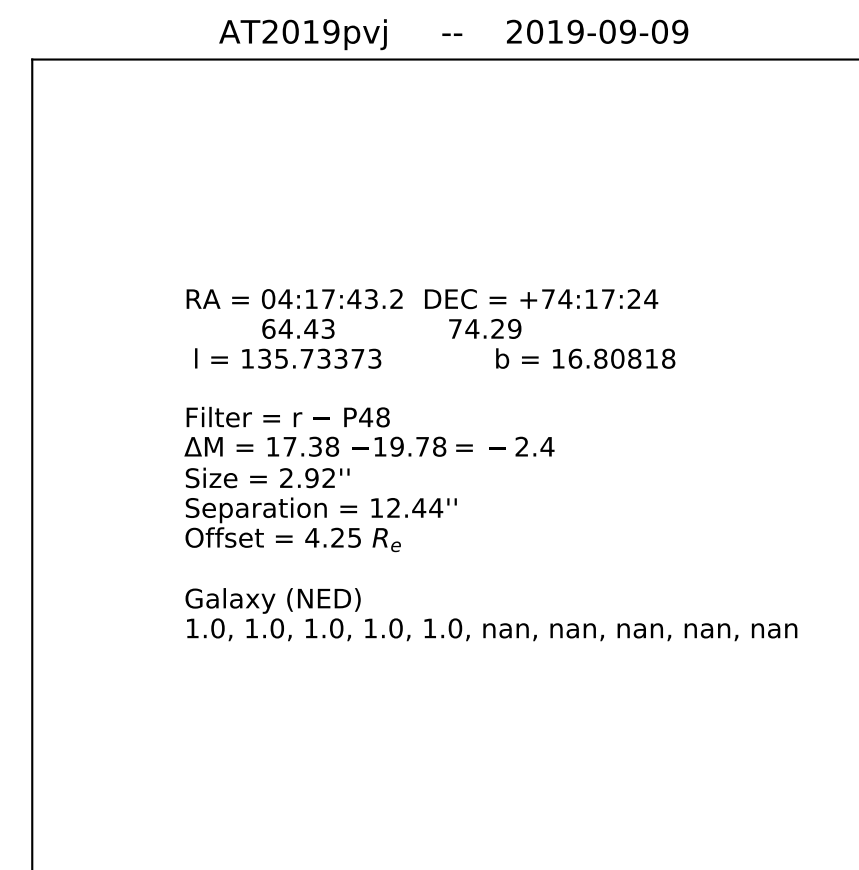 AT2019pvj -- 2019-09-09
RA = 04:17:43.2 DEC = +74:17:24
64.43 74.29
l = 135.73373 b = 16.80818
Filter = r − P48
ΔM = 17.38 −19.78 = −2.4
Size = 2.92''
Separation = 12.44''
Offset = 4.25 Re
Galaxy (NED)
1.0, 1.0, 1.0, 1.0, 1.0, nan, nan, nan, nan, nan